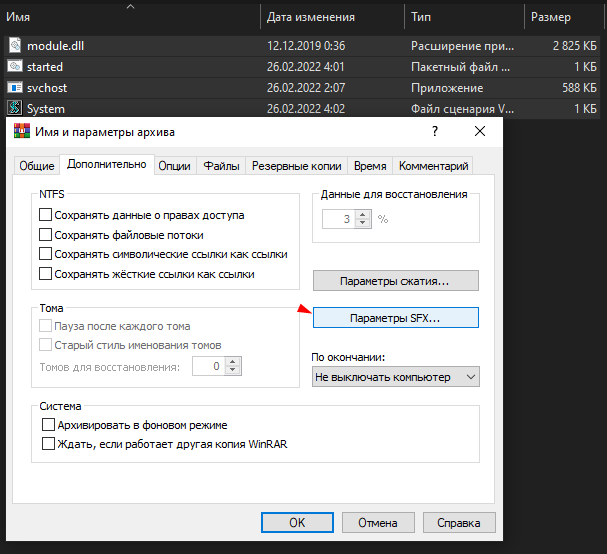 Имя Дата изменения Тип Размер
module.dll 12.12.2019 0:36 Расширение при... 2 825 КБ
started 26.02.2022 4:01 Пакетный файл ... 1 КБ
svchost 26.02.2022 2:07 Приложение 588 КБ
System 26.02.2022 4:02 Файл сценария V... 1 КБ
Имя и параметры архива ?
Общие Дополнительно Опции Файлы Резервные копии Время Комментарий
NTFS
Сохранять данные о правах доступа
Сохранять файловые потоки
Сохранять символические ссылки как ссылки
Сохранять жёсткие ссылки как ссылки
Данные для восстановления
3 %
Параметры сжатия...
Тома
Пауза после каждого тома
Старый стиль именования томов
Томов для восстановления: 0
Параметры SFX...
По окончании:
Не выключать компьютер
Система
Архивировать в фоновом режиме
Ждать, если работает другая копия WinRAR
OK Отмена Справка